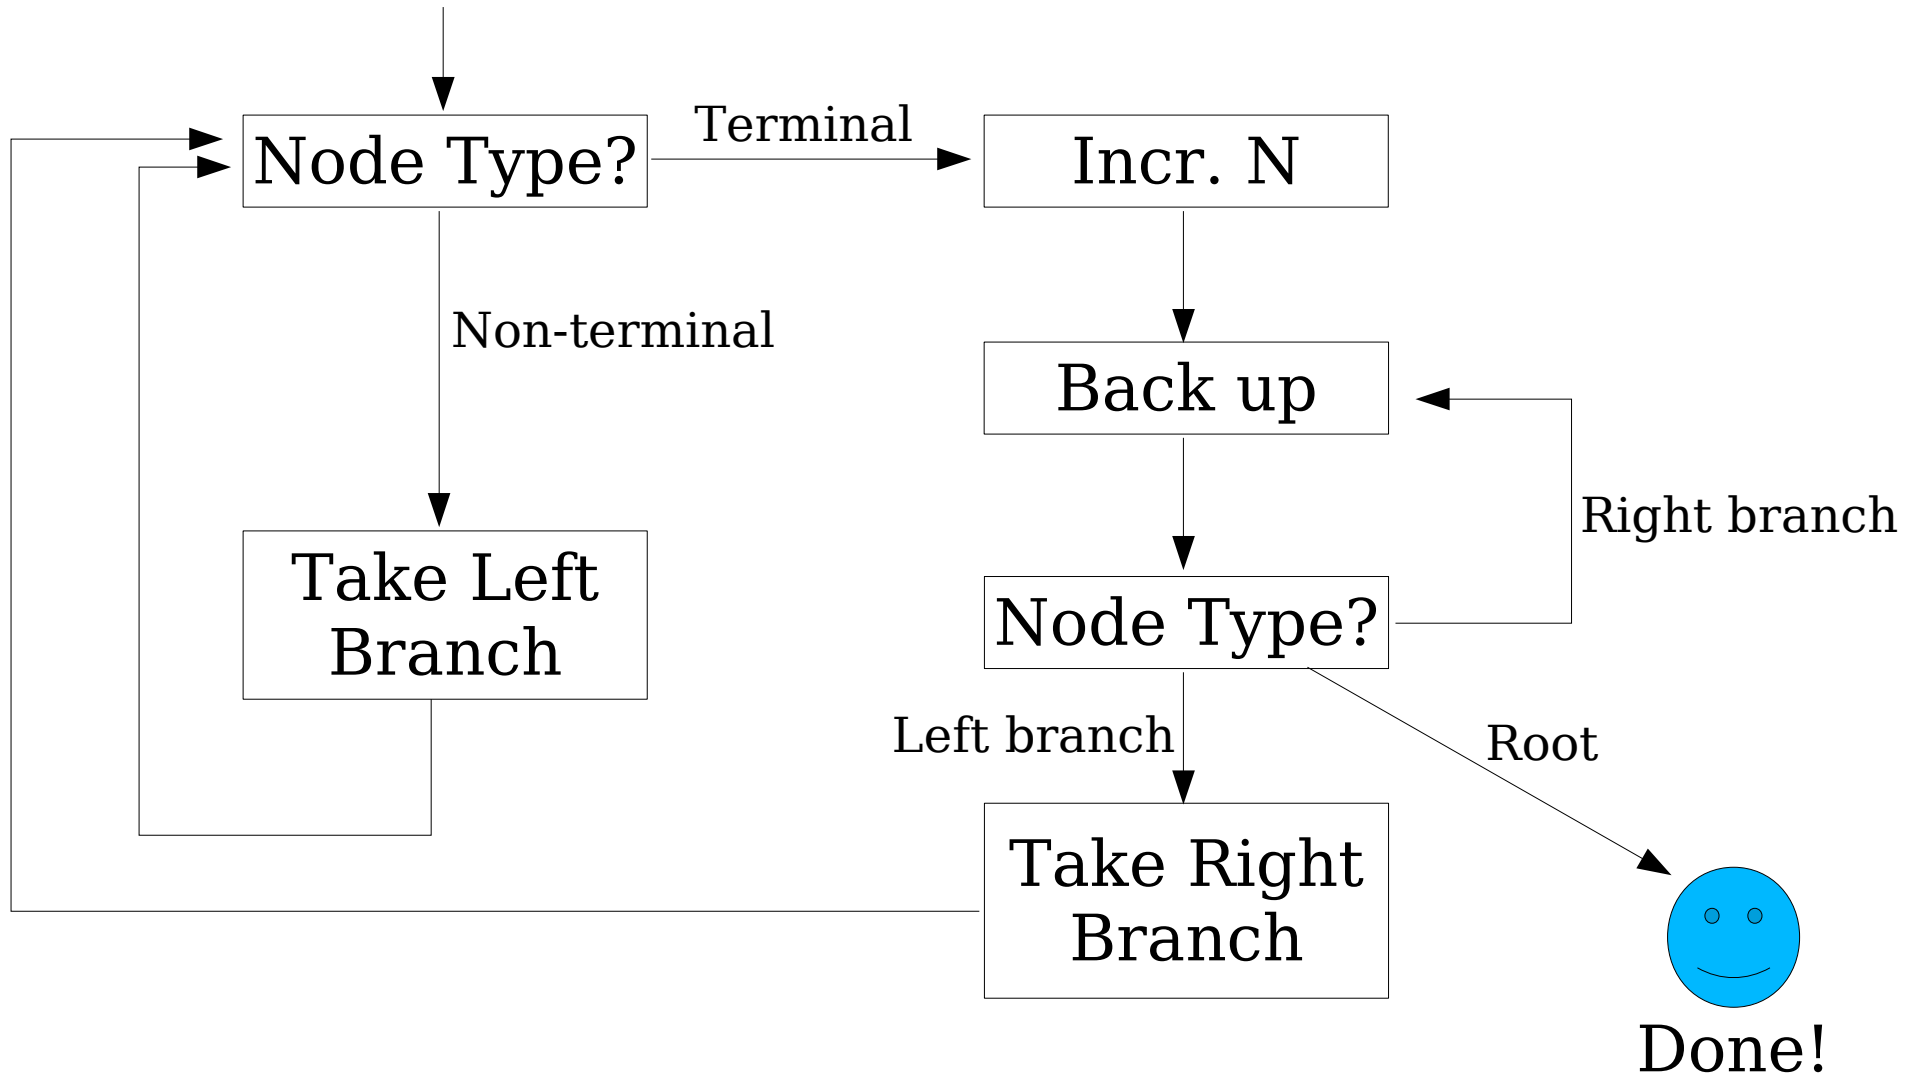 Node Type?
Terminal
Incr. N
Non-terminal
Back up
Right branch
Take Left
Branch
Node Type?
Left branch
Root
Take Right
Branch
Done!